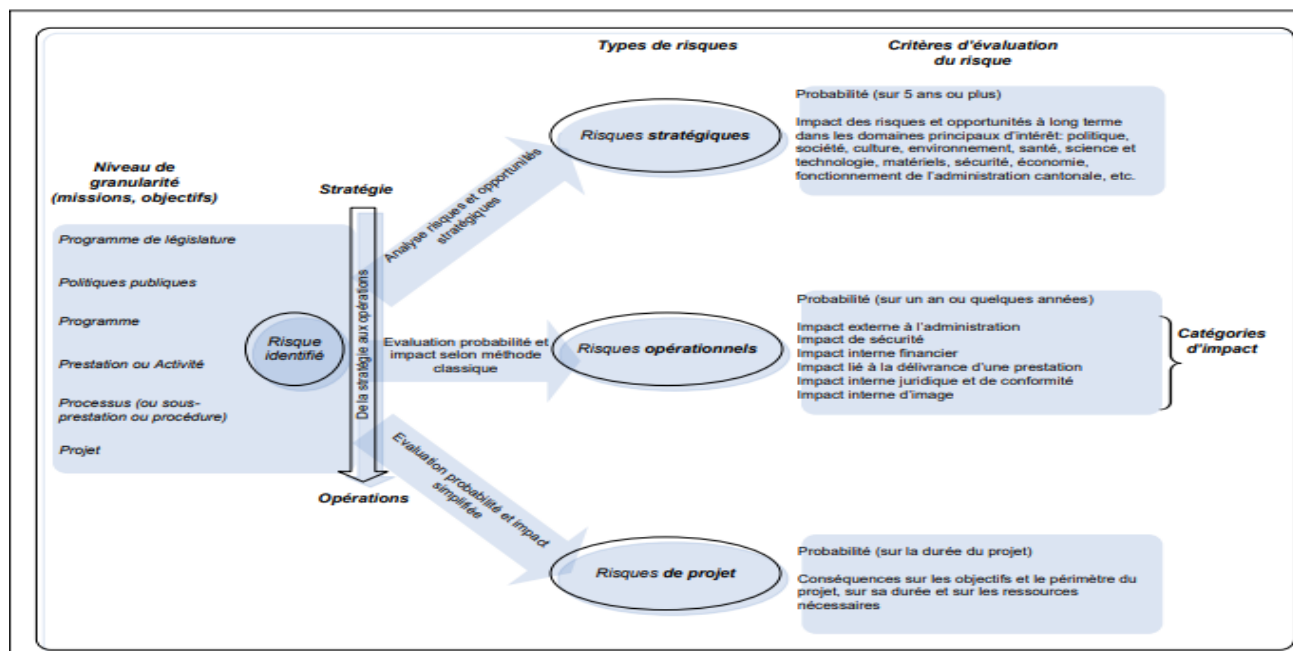 Types de risques
Critères d'évaluation
du risque
Niveau de
granularité
(missions, objectifs)
Programme de législature
Politiques publiques
Programme
Prestation ou Activité
Processus (ou sous-
prestation ou procédure)
Projet
Risque
identifié
Stratégie
De la stratégie aux opérations
Opérations
Analyse risques et opportunités
stratégiques
Risques stratégiques
Probabilité (sur 5 ans ou plus)
Impact des risques et opportunités à long terme
dans les domaines principaux d'intérêt: politique,
société, culture, environnement, santé, science et
technologie, matériels, sécurité, économie,
fonctionnement de l'administration cantonale, etc.
Evaluation probabilité et
impact selon méthode
classique
Risques opérationnels
Probabilité (sur un an ou quelques années)
Impact externe à l'administration
Impact de sécurité
Impact interne financier
Impact lié à la délivrance d'une prestation
Impact interne juridique et de conformité
Impact interne d'image
Catégories
d'impact
Evaluation probabilité et impact
simplifiée
Risques de projet
Probabilité (sur la durée du projet)
Conséquences sur les objectifs et le périmètre du
projet, sur sa durée et sur les ressources
nécessaires